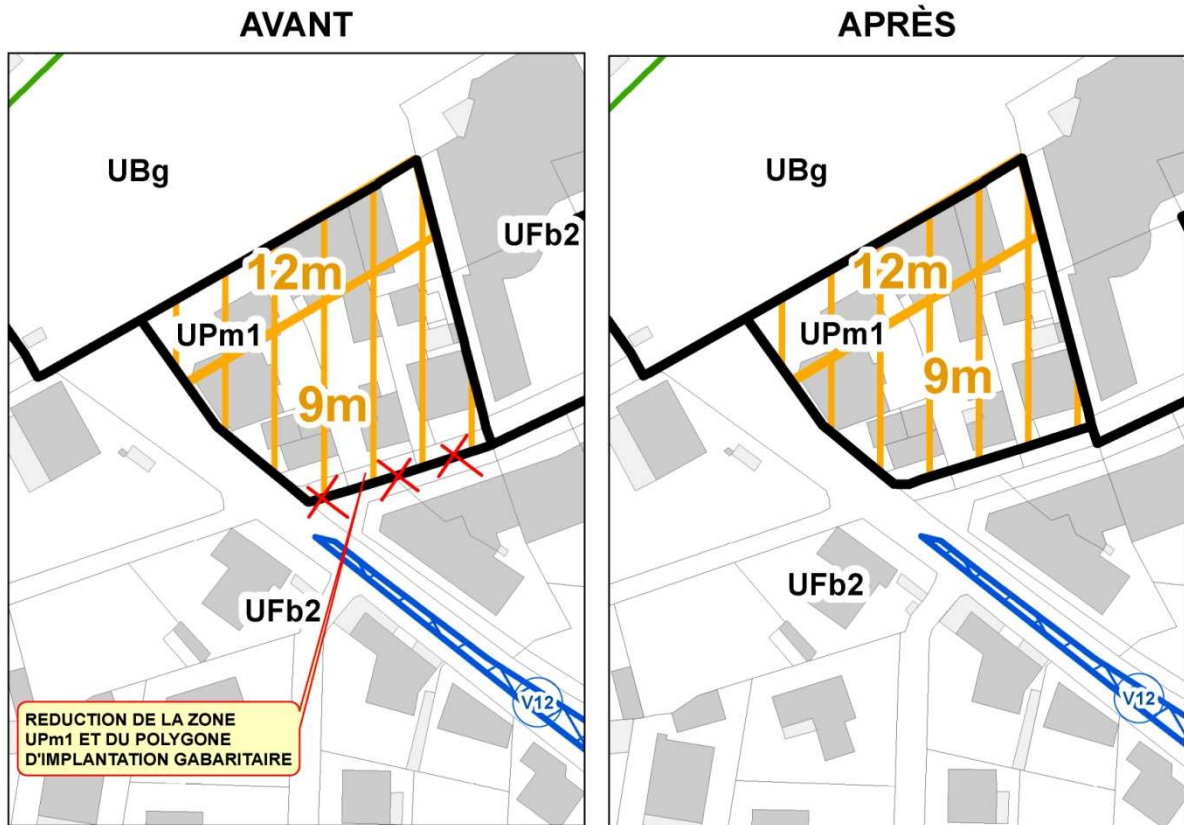 AVANT
UBg
UFb2
12m
UPm1
9m
UFb2
V12
REDUCTION DE LA ZONE
UPm1 ET DU POLYGONE
D'IMPLANTATION GABARITAIRE
APRÈS
UBg
12m
UPm1
9m
UFb2
V12